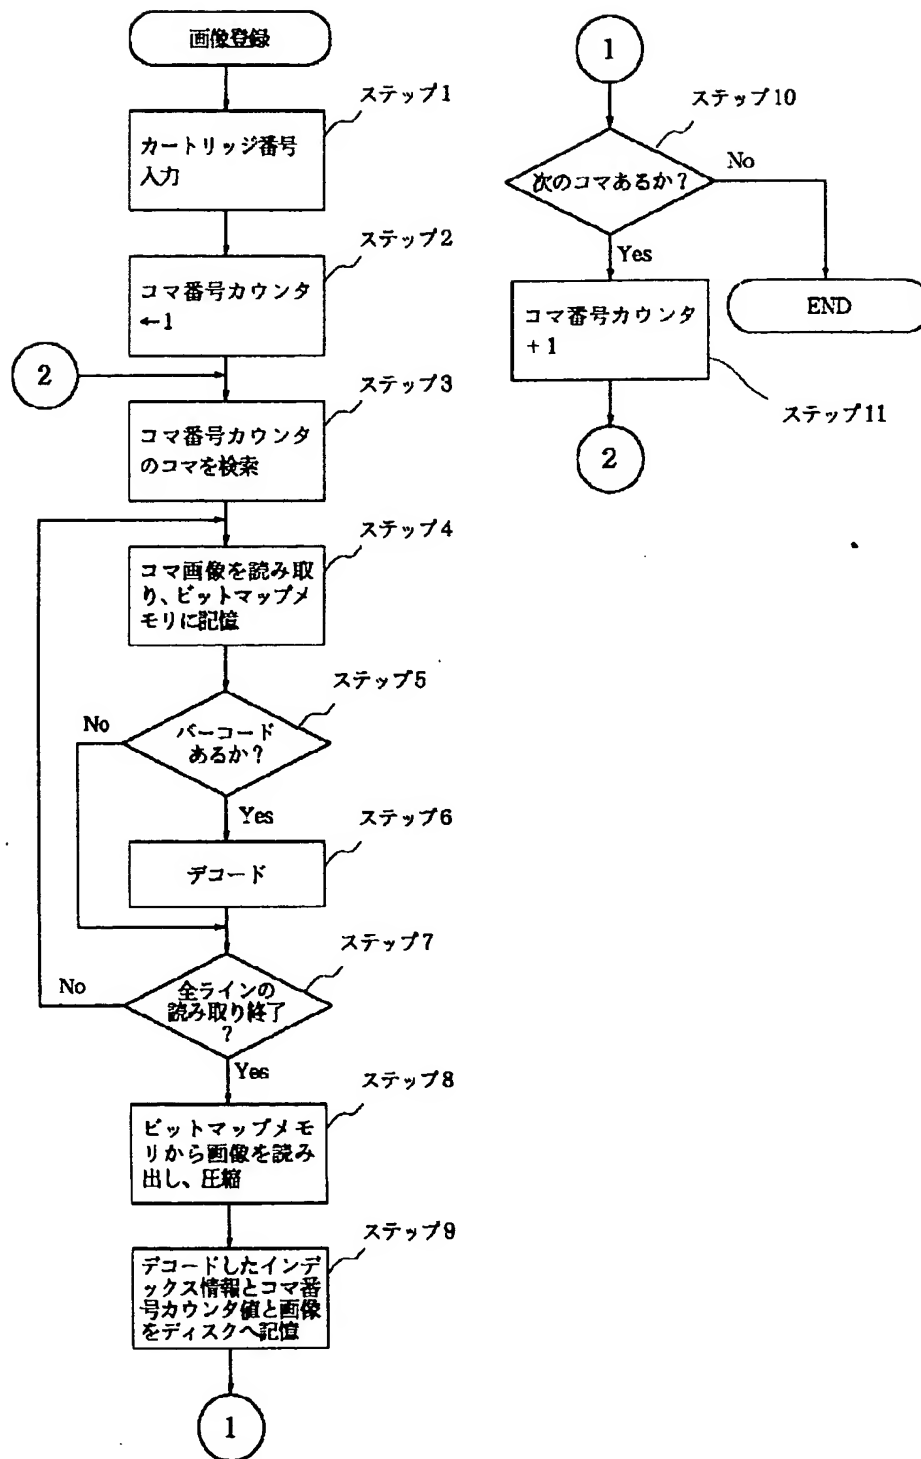 画像登録
ステップ1
カートリッジ番号
入力
ステップ2
コマ番号カウンタ
←1
2
ステップ3
コマ番号カウンタ
のコマを検索
ステップ4
コマ画像を読み取
り、ビットマップメ
モリに記憶
ステップ5
バーコード
あるか?
No
Yes
ステップ6
デコード
ステップ7
全ラインの
読み取り終了
?
No
Yes
ステップ8
ビットマップメモ
リから画像を読み
出し、圧縮
ステップ9
デコードしたインデ
ックス情報とコマ番
号カウンタ値と画像
をディスクへ記憶
1
1
ステップ10
次のコマあるか?
No
Yes
END
コマ番号カウンタ
+1
ステップ11
2